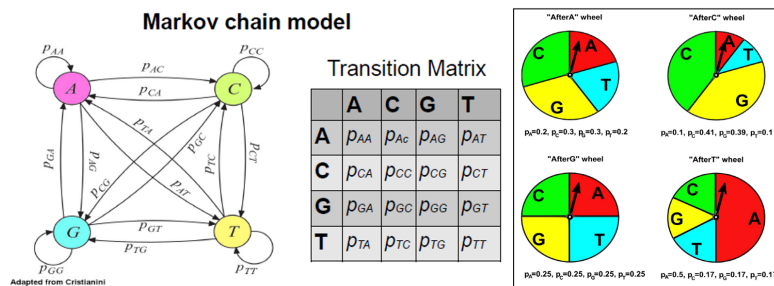 Markov chain model
p_AA
p_CC
p_AC
A
C
p_CA
p_GA
p_AG
p_TA
p_GC
p_TC
p_CT
p_CG
p_AT
p_GT
G
T
p_TG
p_GG
p_TT
Adapted from Cristianini
Transition Matrix
A C G T
A p_AA p_Ac p_AG p_AT
C p_CA p_CC p_CG p_CT
G p_GA p_GC p_GG p_GT
T p_TA p_TC p_TG p_TT
"AfterA" wheel
C A
G T
p_A=0.2, p_C=0.3, p_G=0.3, p_T=0.2
"AfterC" wheel
C A T
G
p_A=0.1, p_C=0.41, p_G=0.39, p_T=0.1
"AfterG" wheel
C A
G T
p_A=0.25, p_C=0.25, p_G=0.25, p_T=0.25
"AfterT" wheel
C
G A
T
p_A=0.5, p_C=0.17, p_G=0.17, p_T=0.17